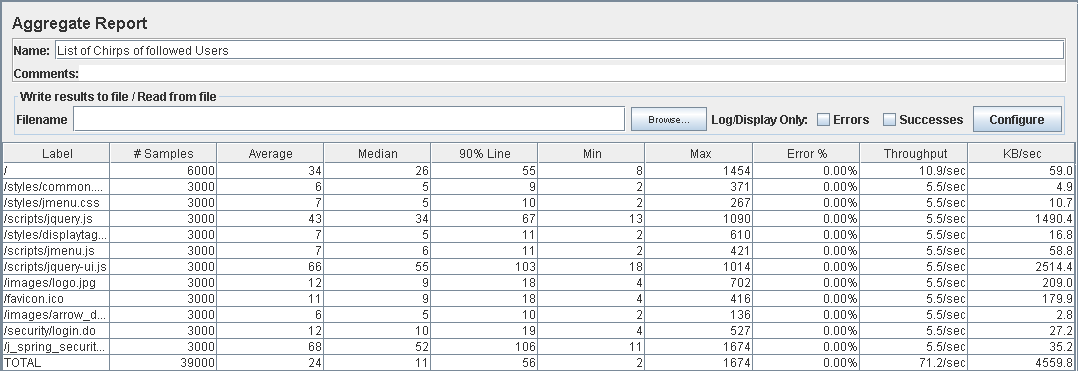 Aggregate Report
Name: List of Chirps of followed Users
Comments:
Write results to file / Read from file
Filename Browse... Log/Display Only: Errors Successes Configure
Label # Samples Average Median 90% Line Min Max Error % Throughput KB/sec
/ 6000 34 26 55 8 1454 0.00% 10.9/sec 59.0
/styles/common.... 3000 6 5 9 2 371 0.00% 5.5/sec 4.9
/styles/jmenu.css 3000 7 5 10 2 267 0.00% 5.5/sec 10.7
/scripts/jquery.js 3000 43 34 67 13 1090 0.00% 5.5/sec 1490.4
/styles/displaytag... 3000 7 5 11 2 610 0.00% 5.5/sec 16.8
/scripts/jmenu.js 3000 7 6 11 2 421 0.00% 5.5/sec 58.8
/scripts/jquery-ui.js 3000 66 55 103 18 1014 0.00% 5.5/sec 2514.4
/images/logo.jpg 3000 12 9 18 4 702 0.00% 5.5/sec 209.0
/favicon.ico 3000 11 9 18 4 416 0.00% 5.5/sec 179.9
/images/arrow_d... 3000 6 5 10 2 136 0.00% 5.5/sec 2.8
/security/login.do 3000 12 10 19 4 527 0.00% 5.5/sec 27.2
/j_spring_securit... 3000 68 52 106 11 1674 0.00% 5.5/sec 35.2
TOTAL 39000 24 11 56 2 1674 0.00% 71.2/sec 4559.8